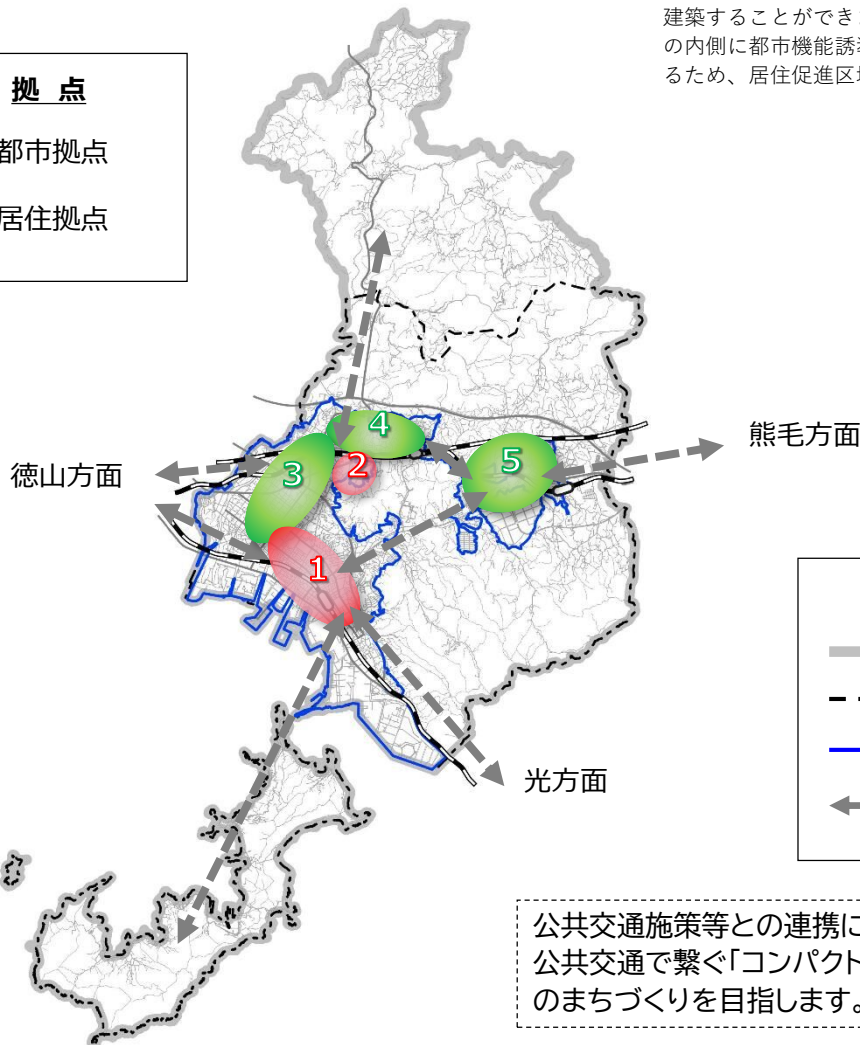 建築することができ
の内側に都市機能誘
るため、居住促進区
拠 点
都市拠点
居住拠点
4
2
5
3
1
熊毛方面
徳山方面
光方面
公共交通施策等との連携に
公共交通で繋ぐ「コンパクト
のまちづくりを目指します。